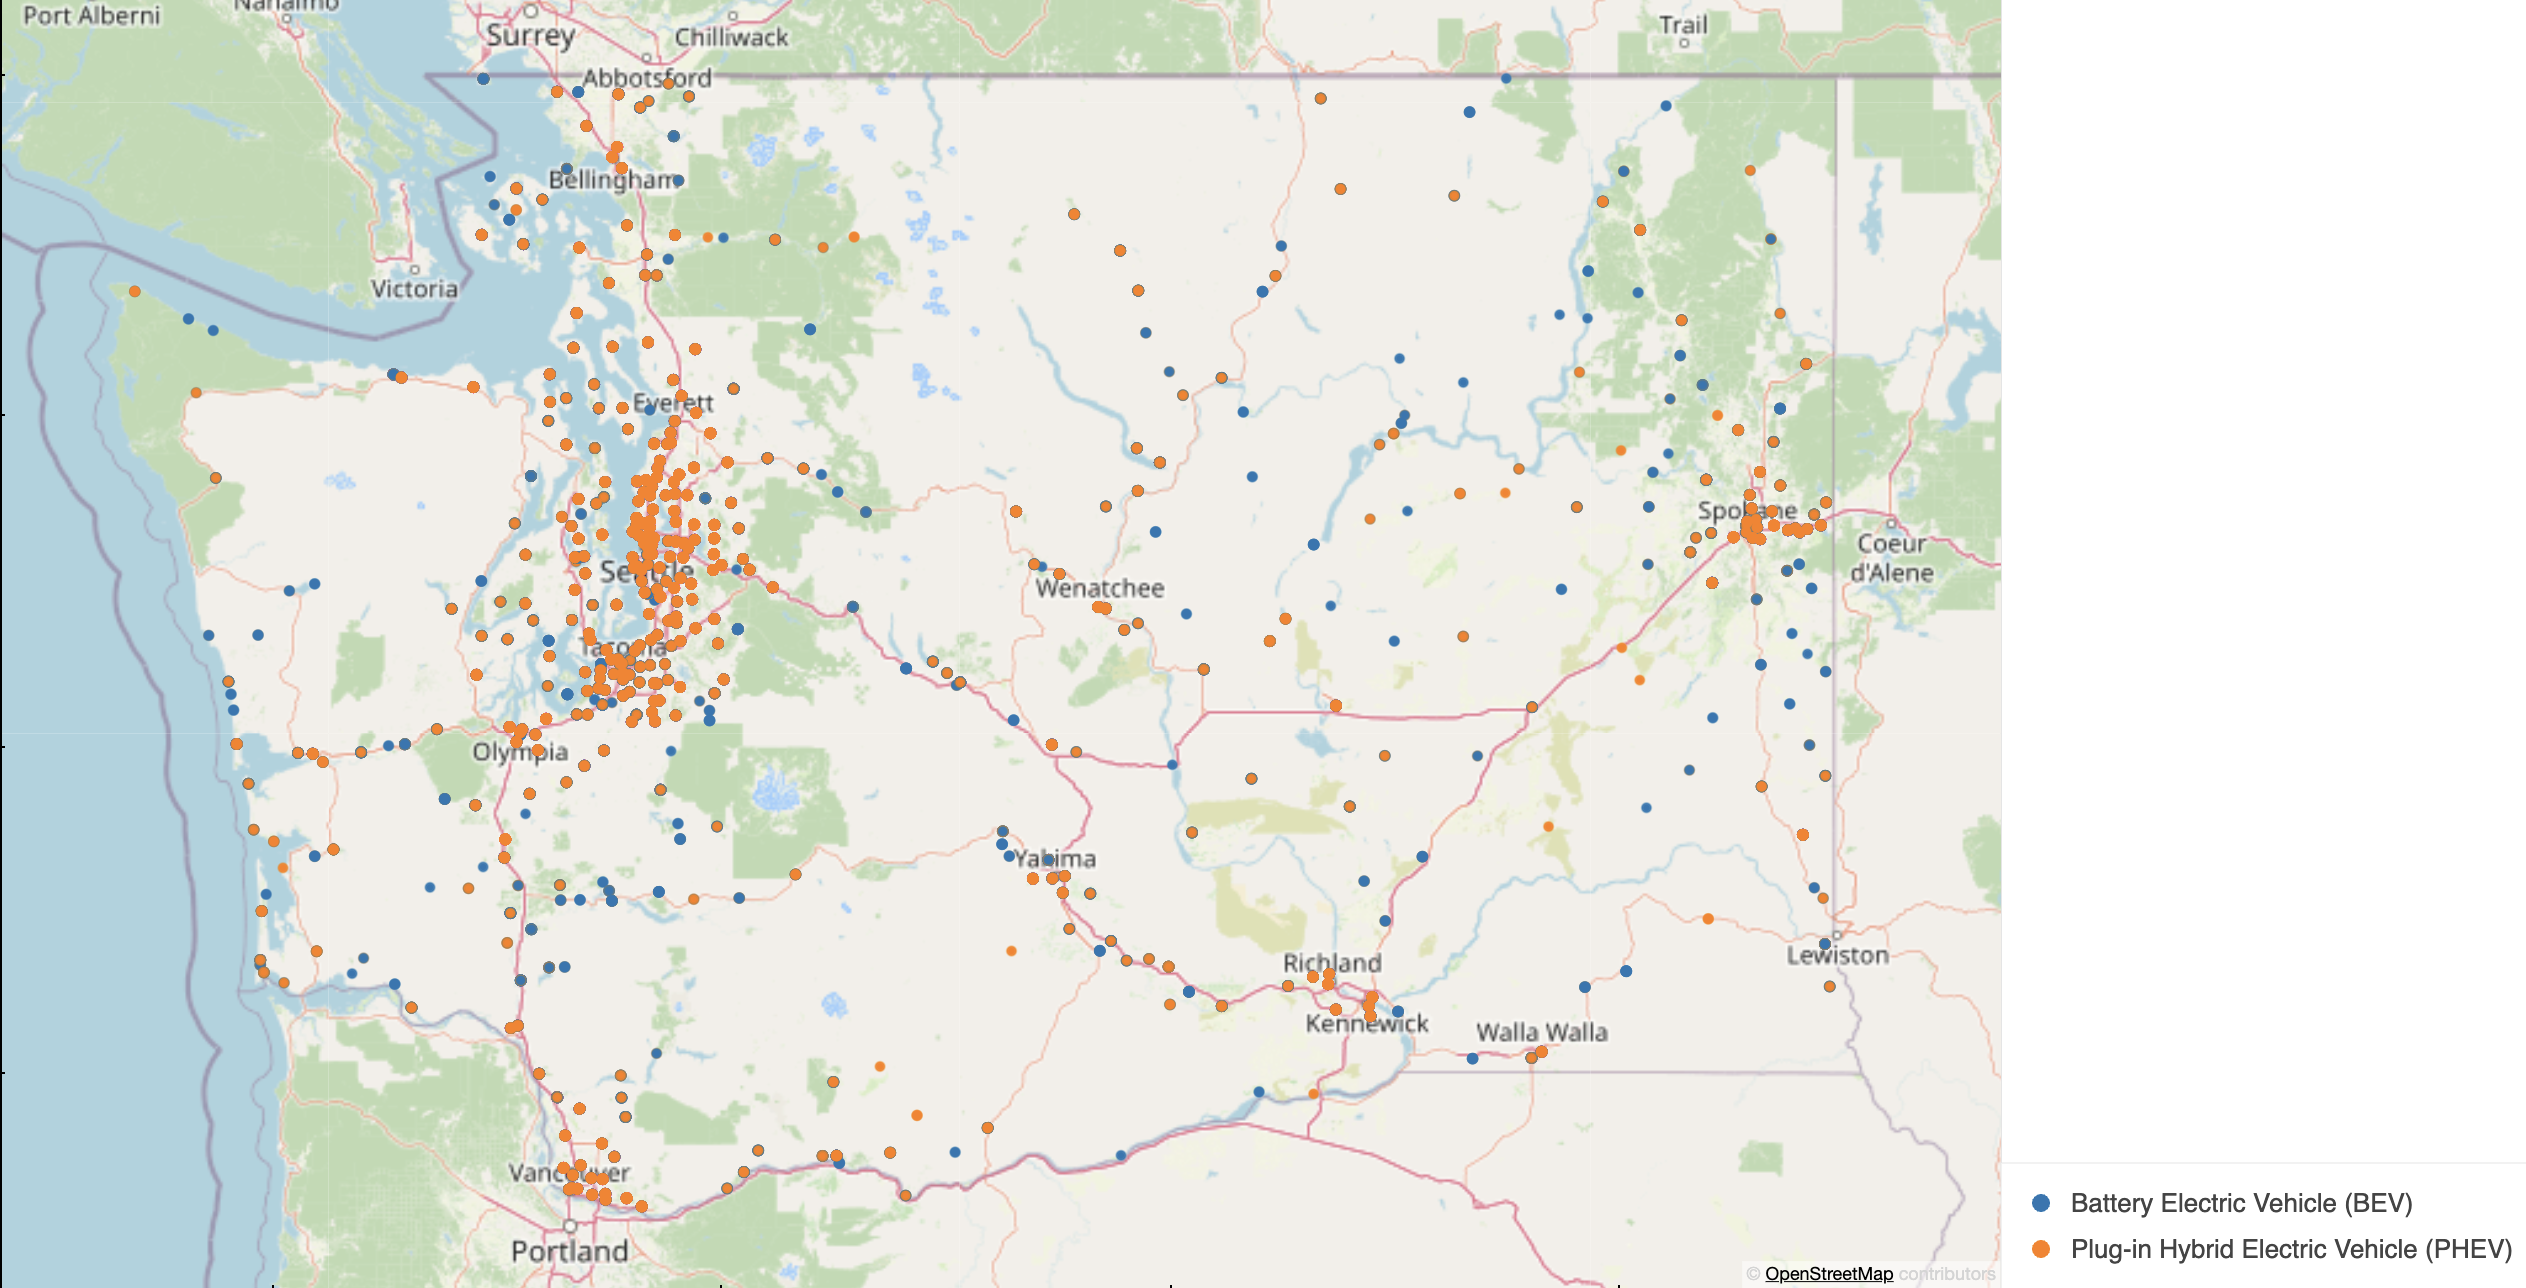 Port Alberni
Nanaimo
Surrey
Chilliwack
Trail
Abbotsford
Bellingham
Victoria
Everett
Spokane
Coeur
d'Alene
Seattle
Wenatchee
Tacoma
Olympia
Yakima
Richland
Lewiston
Kennewick
Walla Walla
Vancouver
Portland
Battery Electric Vehicle (BEV)
Plug-in Hybrid Electric Vehicle (PHEV)
© OpenStreetMap contributors